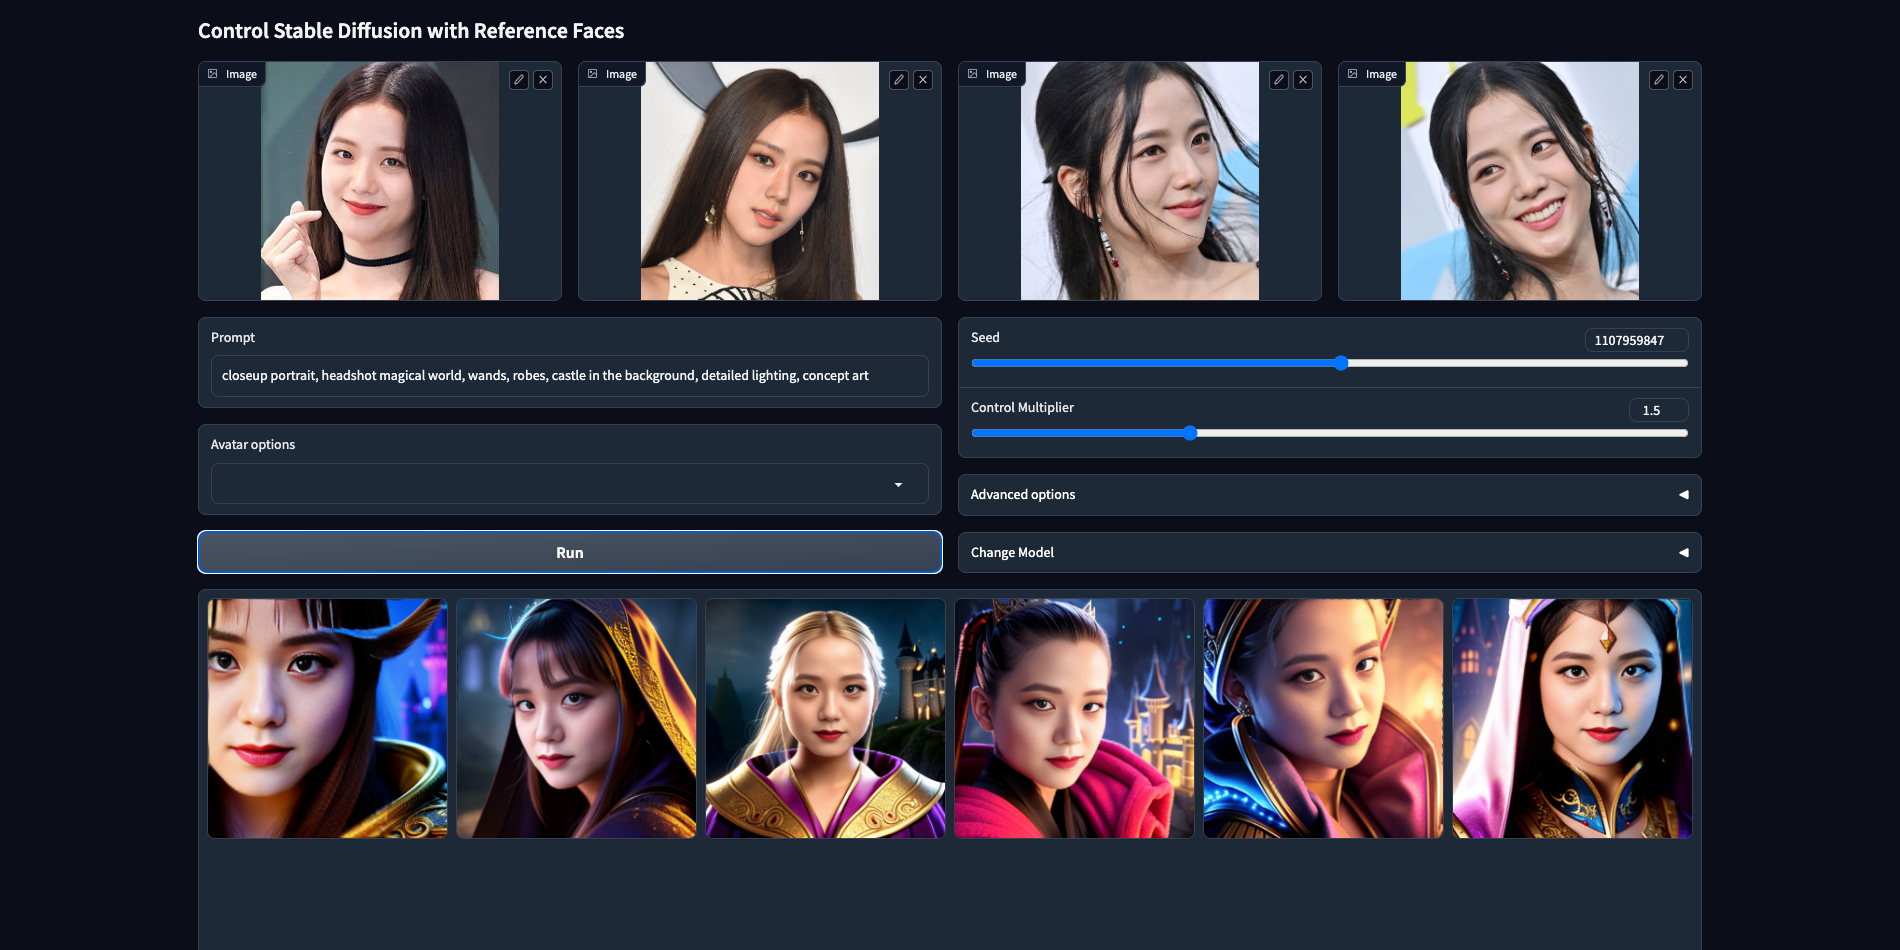 Control Stable Diffusion with Reference Faces
Image
Image
Image
Image
Prompt
closeup portrait, headshot magical world, wands, robes, castle in the background, detailed lighting, concept art
Avatar options
Run
Seed
1107959847
Control Multiplier
1.5
Advanced options
Change Model